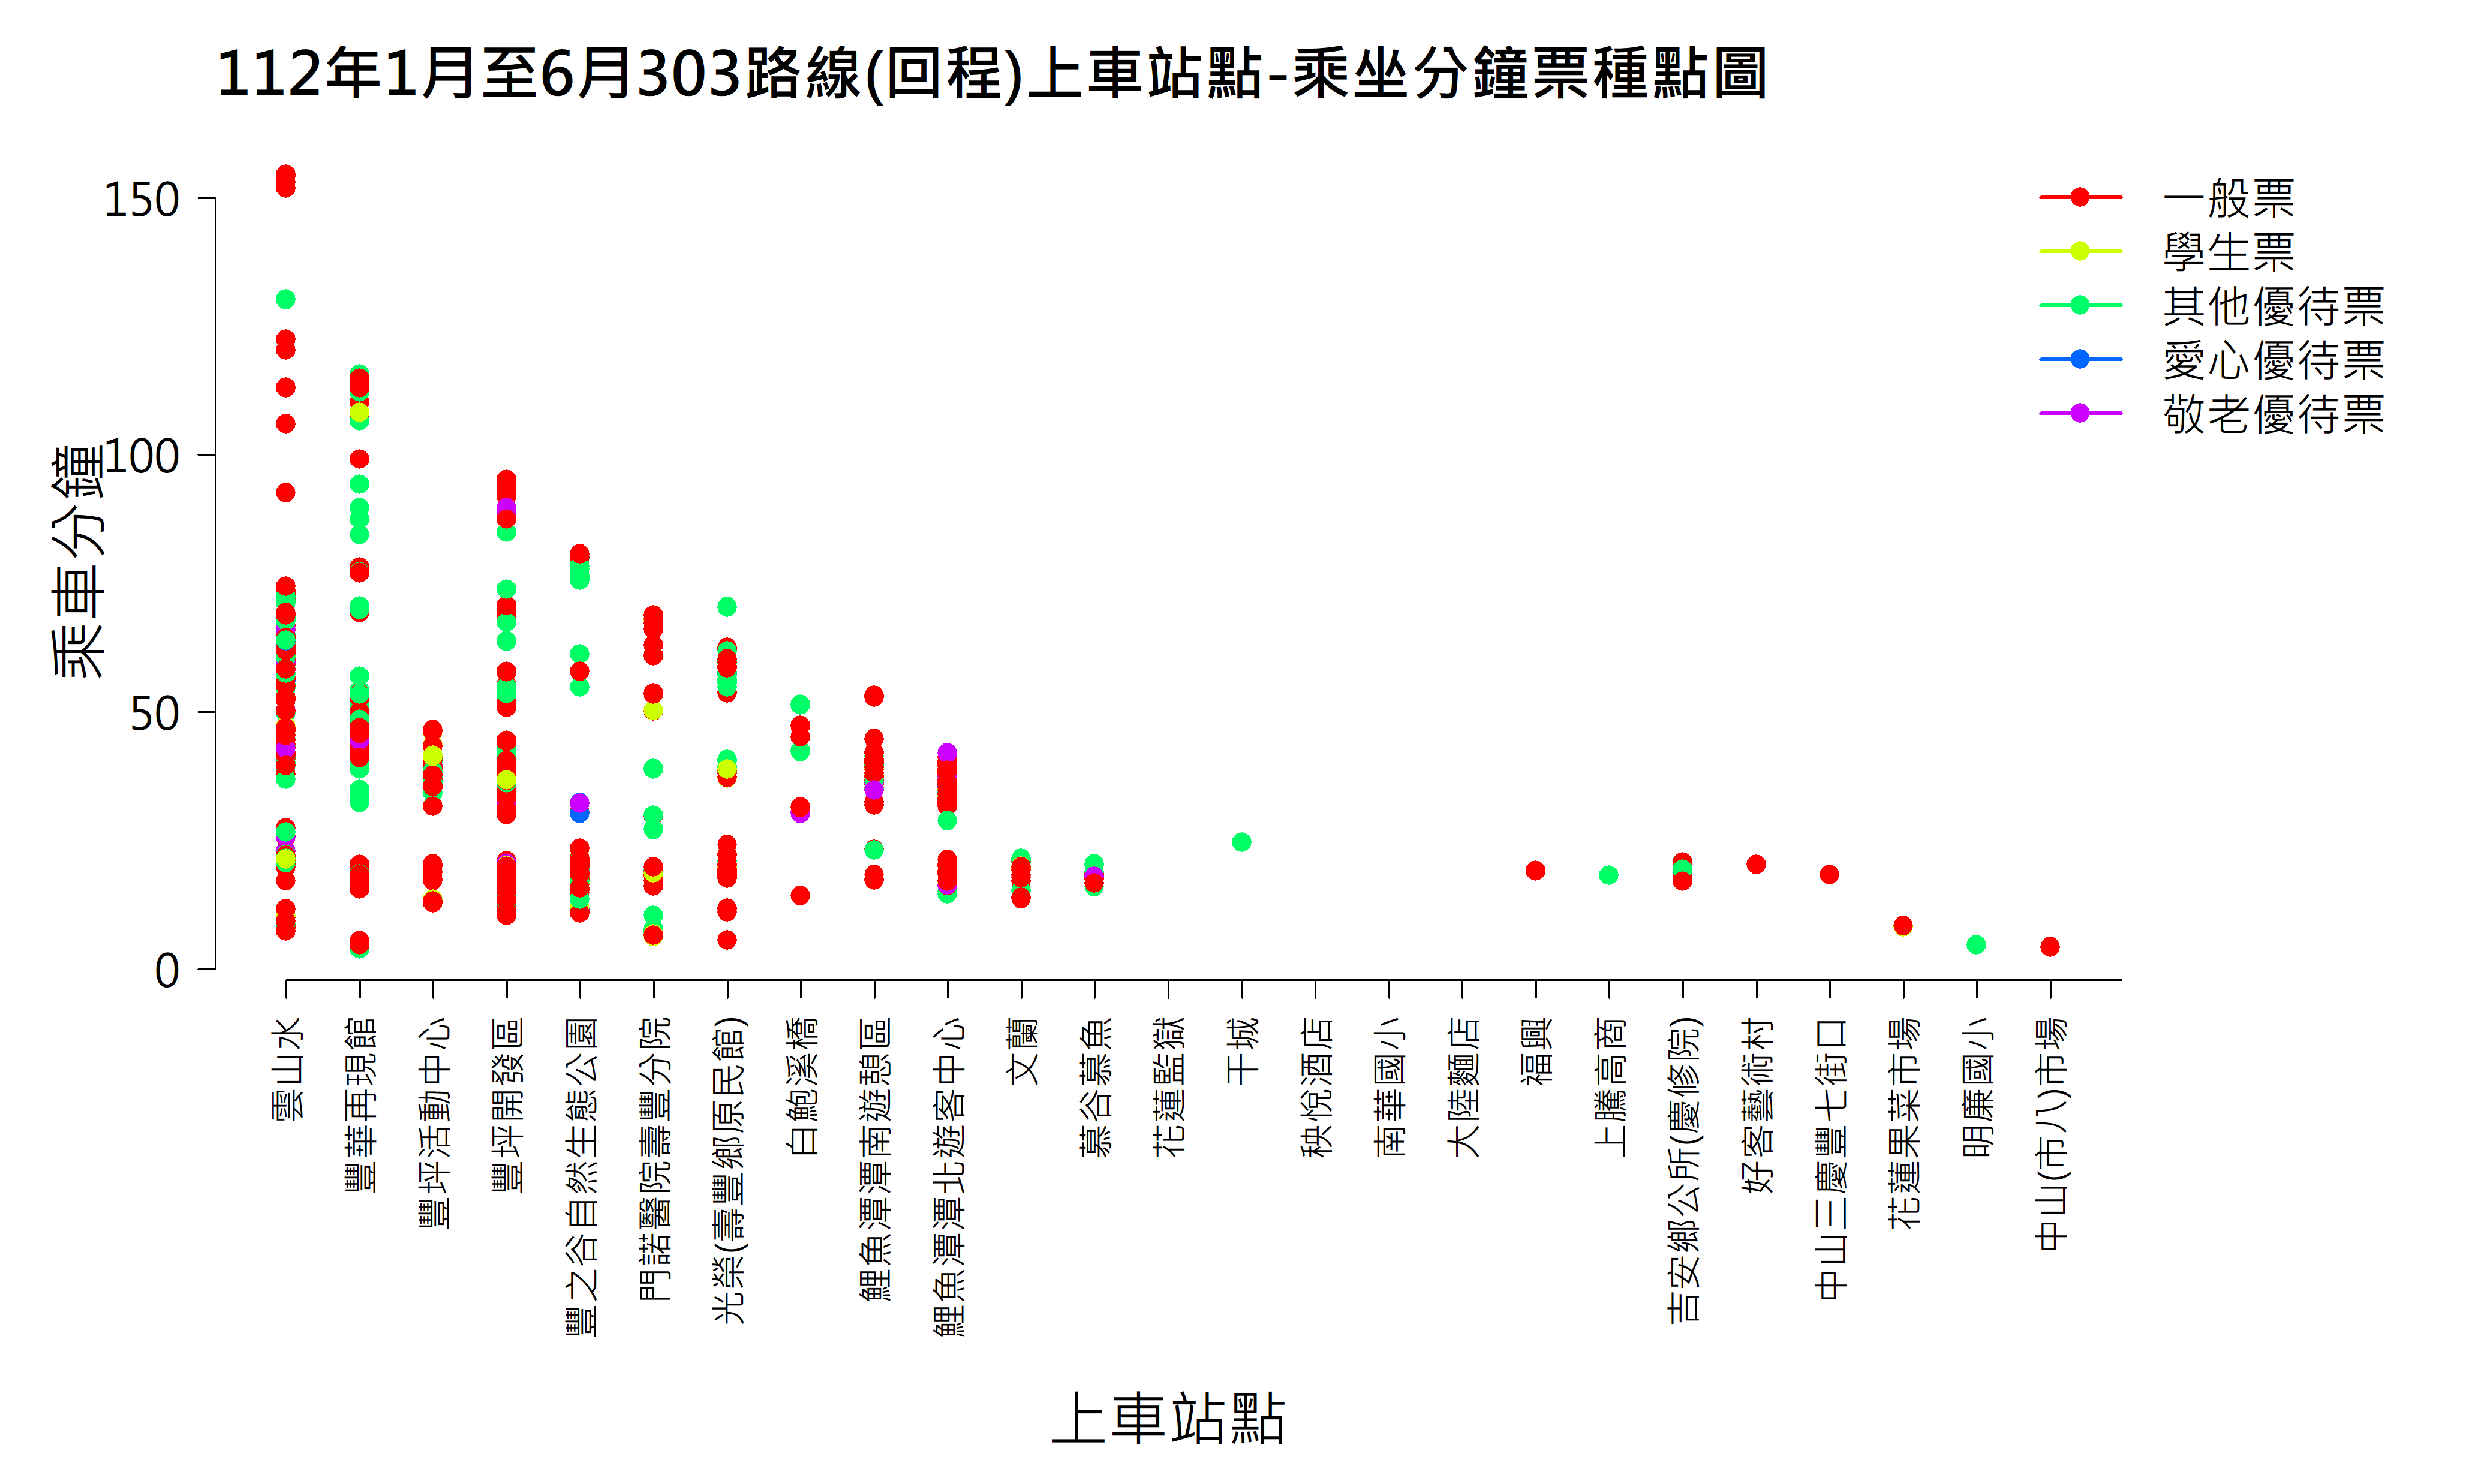 112年1月至6月303路線(回程)上車站點-乘坐分鐘票種點圖
一般票
學生票
其他優待票
愛心優待票
敬老優待票
乘車分鐘
150
100
50
0
雲山水
豐華再現館
豐坪活動中心
豐坪開發區
豐之谷自然生態公園
門諾醫院壽豐分院
光榮(壽豐鄉原民館)
白鮑溪橋
鯉魚潭潭南遊憩區
鯉魚潭潭北遊客中心
文蘭
慕谷慕魚
花蓮監獄
干城
秧悅酒店
南華國小
大陸麵店
福興
上騰高商
吉安鄉公所(慶修院)
好客藝術村
中山三慶豐七街口
花蓮果菜市場
明廉國小
中山(市八)市場
上車站點